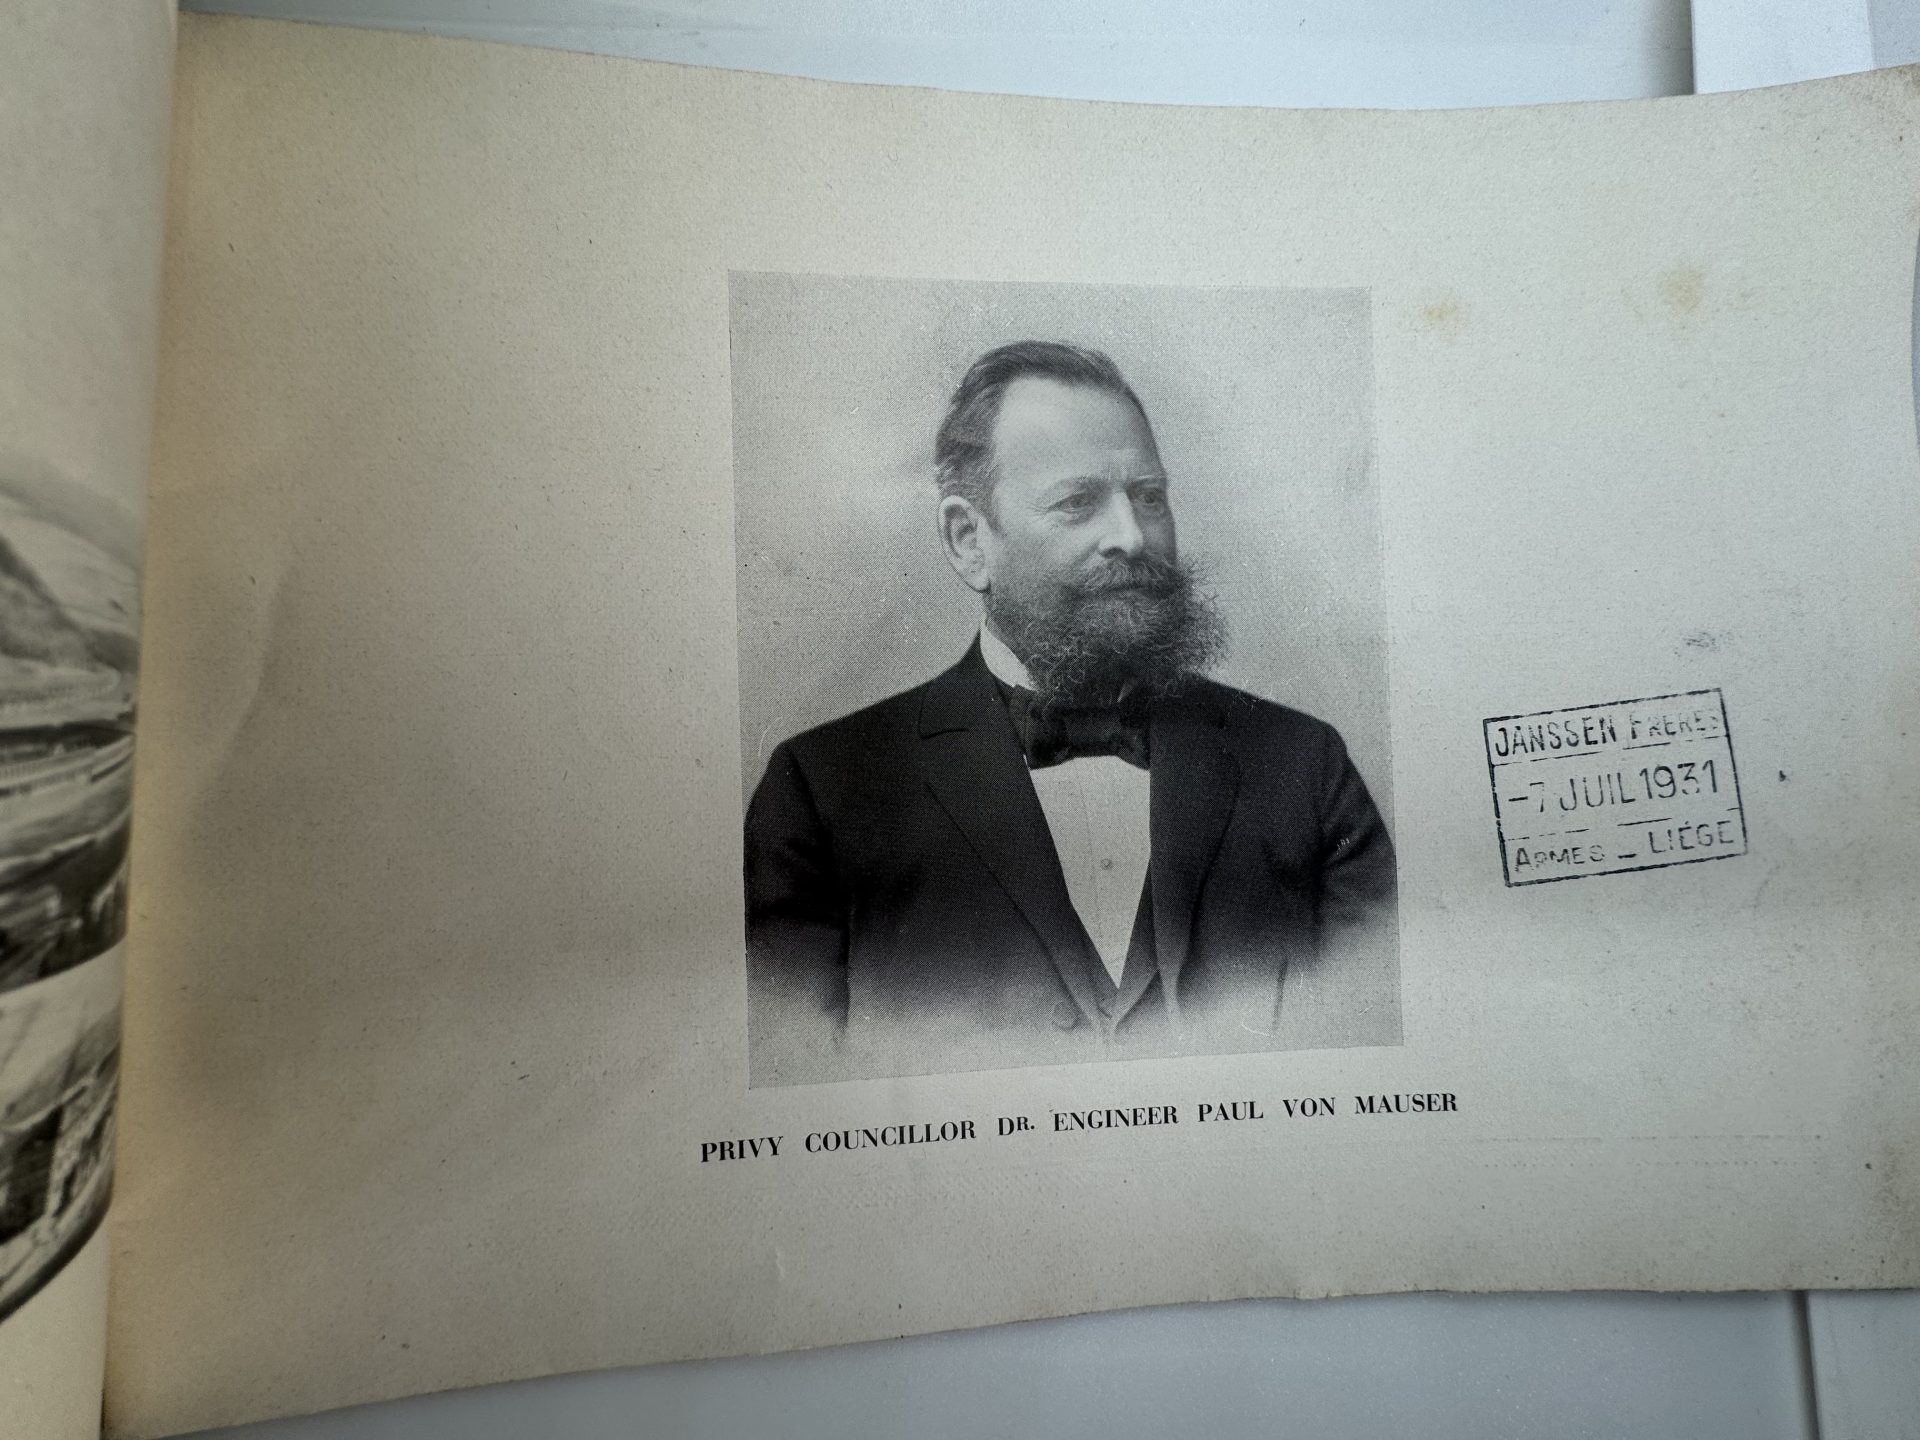 PRIVY COUNCILLOR DR. ENGINEER PAUL VON MAUSER
JANSSEN FRERES
-7 JUIL 1931
ARMES - LIÉGE